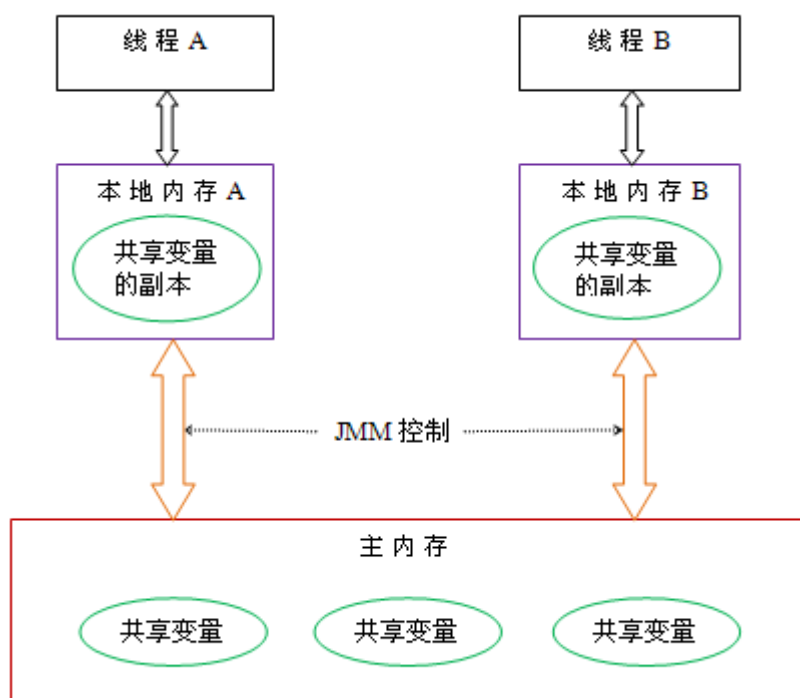 线程 A
线程 B
本地内存 A
本地内存 B
共享变量
的副本
共享变量
的副本
JMM 控制
主内存
共享变量
共享变量
共享变量